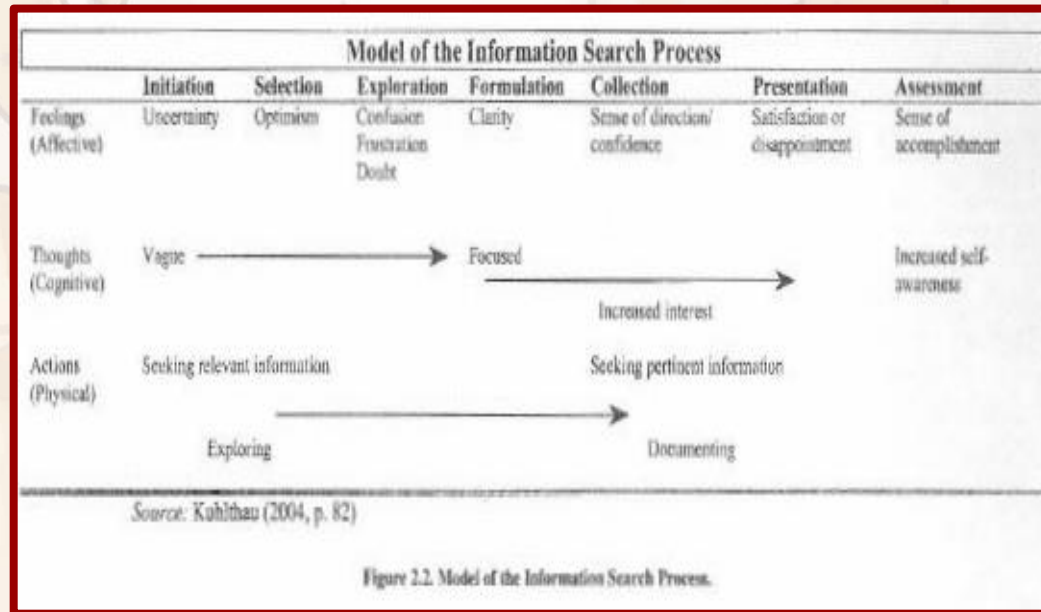 Model of the Information Search Process
Initiation Selection Exploration Formulation Collection Presentation Assessment
Feelings Uncertainty Optimism Confusion Clarity Sense of direction/ Satisfaction or Sense of
(Affective) Frustration confidence disappointment accomplishment
Doubt
Thoughts Vague Focused Increased self-
(Cognitive) awareness
Increased interest
Actions Seeking relevant information Seeking pertinent information
(Physical)
Exploring Documenting
Source: Kuhlthau (2004, p. 82)
Figure 2.2. Model of the Information Search Process.